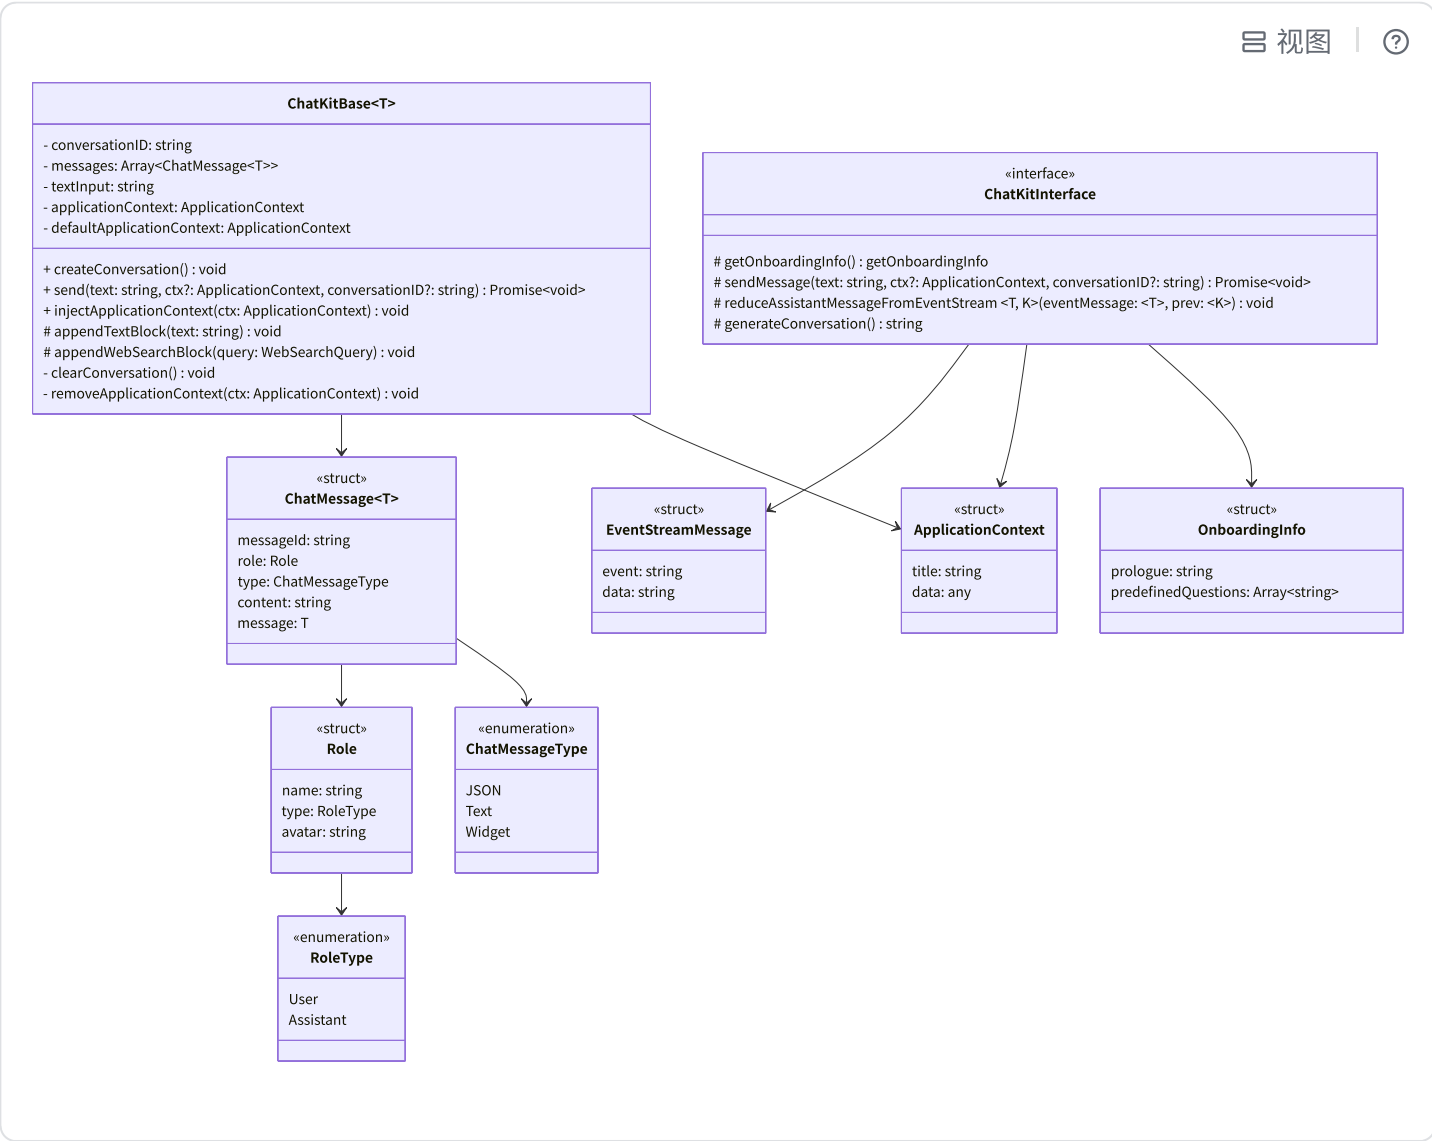 视图
ChatKitBase<T>
- conversationID: string
- messages: Array<ChatMessage<T>>
- textInput: string
- applicationContext: ApplicationContext
- defaultApplicationContext: ApplicationContext
+ createConversation() : void
+ send(text: string, ctx?: ApplicationContext, conversationID?: string) : Promise<void>
+ injectApplicationContext(ctx: ApplicationContext) : void
# appendTextBlock(text: string) : void
# appendWebSearchBlock(query: WebSearchQuery) : void
- clearConversation() : void
- removeApplicationContext(ctx: ApplicationContext) : void
«interface»
ChatKitInterface
# getOnboardingInfo() : getOnboardingInfo
# sendMessage(text: string, ctx?: ApplicationContext, conversationID?: string) : Promise<void>
# reduceAssistantMessageFromEventStream <T, K>(eventMessage: <T>, prev: <K>) : void
# generateConversation() : string
«struct»
ChatMessage<T>
messageId: string
role: Role
type: ChatMessageType
content: string
message: T
«struct»
EventStreamMessage
event: string
data: string
«struct»
ApplicationContext
title: string
data: any
«struct»
OnboardingInfo
prologue: string
predefinedQuestions: Array<string>
«struct»
Role
name: string
type: RoleType
avatar: string
«enumeration»
ChatMessageType
JSON
Text
Widget
«enumeration»
RoleType
User
Assistant